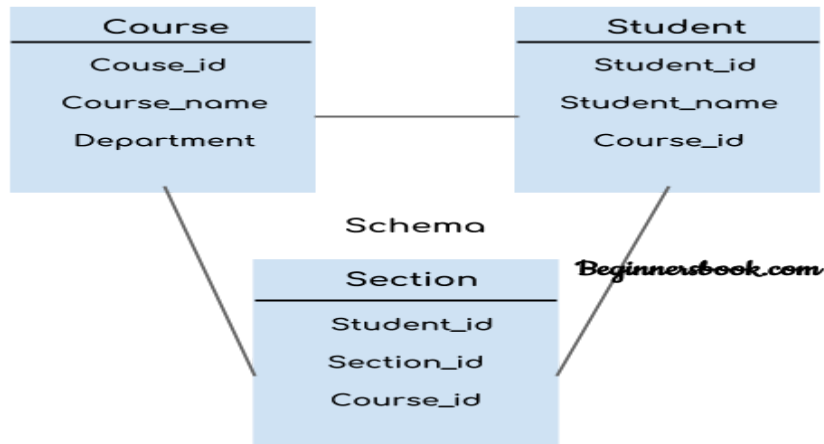 Course
Couse_id
Course_name
Department
Student
Student_id
Student_name
Course_id
Schema
Beginnersbook.com
Section
Student_id
Section_id
Course_id